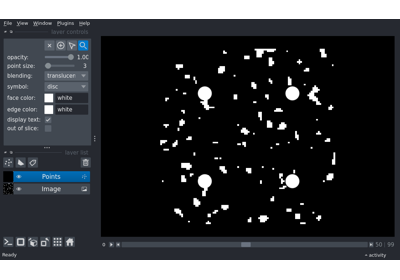 File View Window Plugins Help
layer controls
opacity: 1.00
point size: 3
blending: translucen
symbol: disc
face color: white
edge color: white
display text:
out of slice:
layer list
Points
Image
50 99
Ready
activity